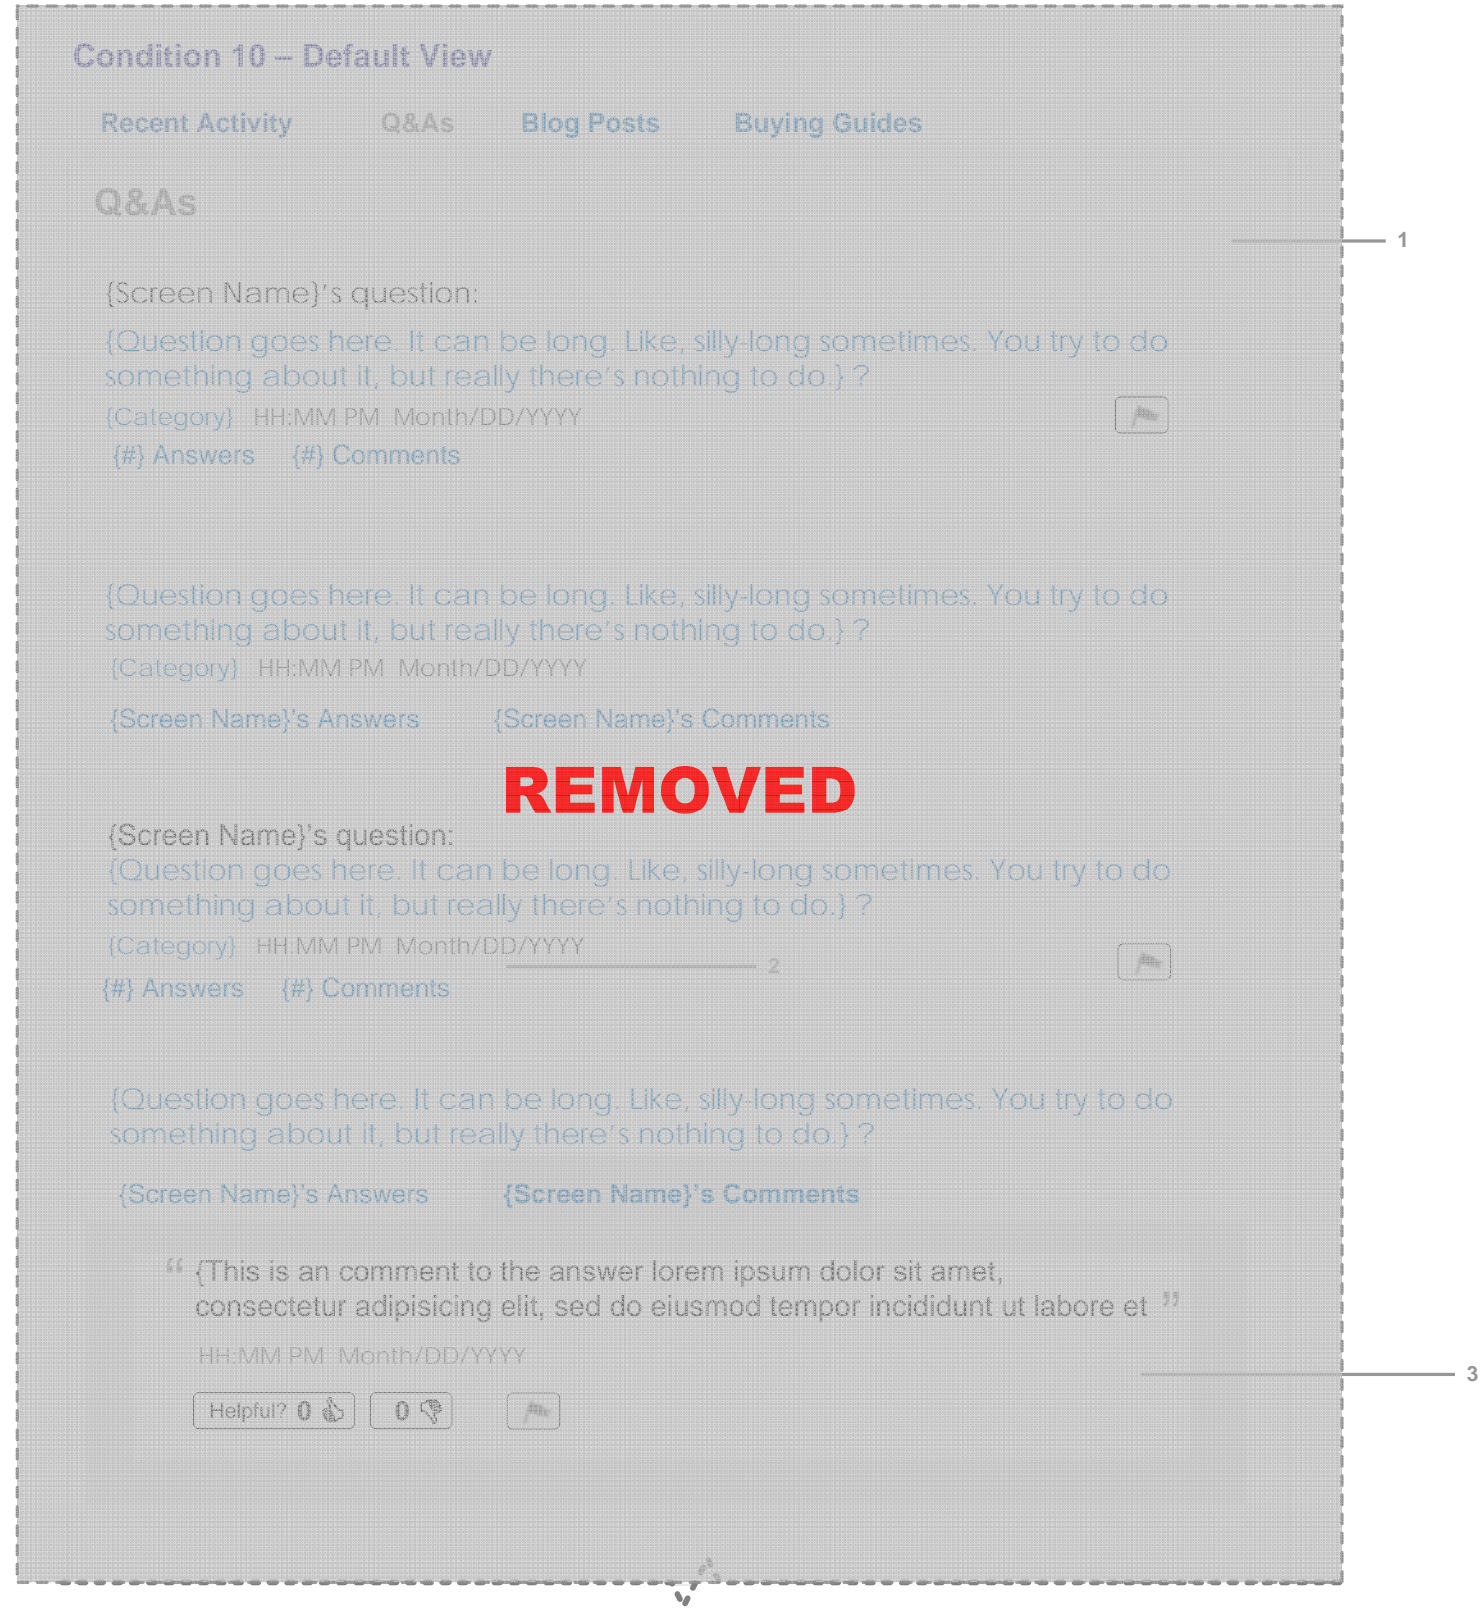 Condition 10 – Default View
Recent Activity Q&As Blog Posts Buying Guides
Q&As
1
{Screen Name}'s question:
{Question goes here. It can be long. Like, silly-long sometimes. You try to do
something about it, but really there's nothing to do.} ?
{Category} HH:MM PM Month/DD/YYYY
{#} Answers {#} Comments
{Question goes here. It can be long. Like, silly-long sometimes. You try to do
something about it, but really there's nothing to do.} ?
{Category} HH:MM PM Month/DD/YYYY
{Screen Name}'s Answers {Screen Name}'s Comments
REMOVED
{Screen Name}'s question:
{Question goes here. It can be long. Like, silly-long sometimes. You try to do
something about it, but really there's nothing to do.} ?
{Category} HH:MM PM Month/DD/YYYY
2
{#} Answers {#} Comments
{Question goes here. It can be long. Like, silly-long sometimes. You try to do
something about it, but really there's nothing to do.} ?
{Screen Name}'s Answers {Screen Name}'s Comments
“ {This is an comment to the answer lorem ipsum dolor sit amet,
consectetur adipisicing elit, sed do eiusmod tempor incididunt ut labore et ”
HH:MM PM Month/DD/YYYY
3
Helpful? 0 0